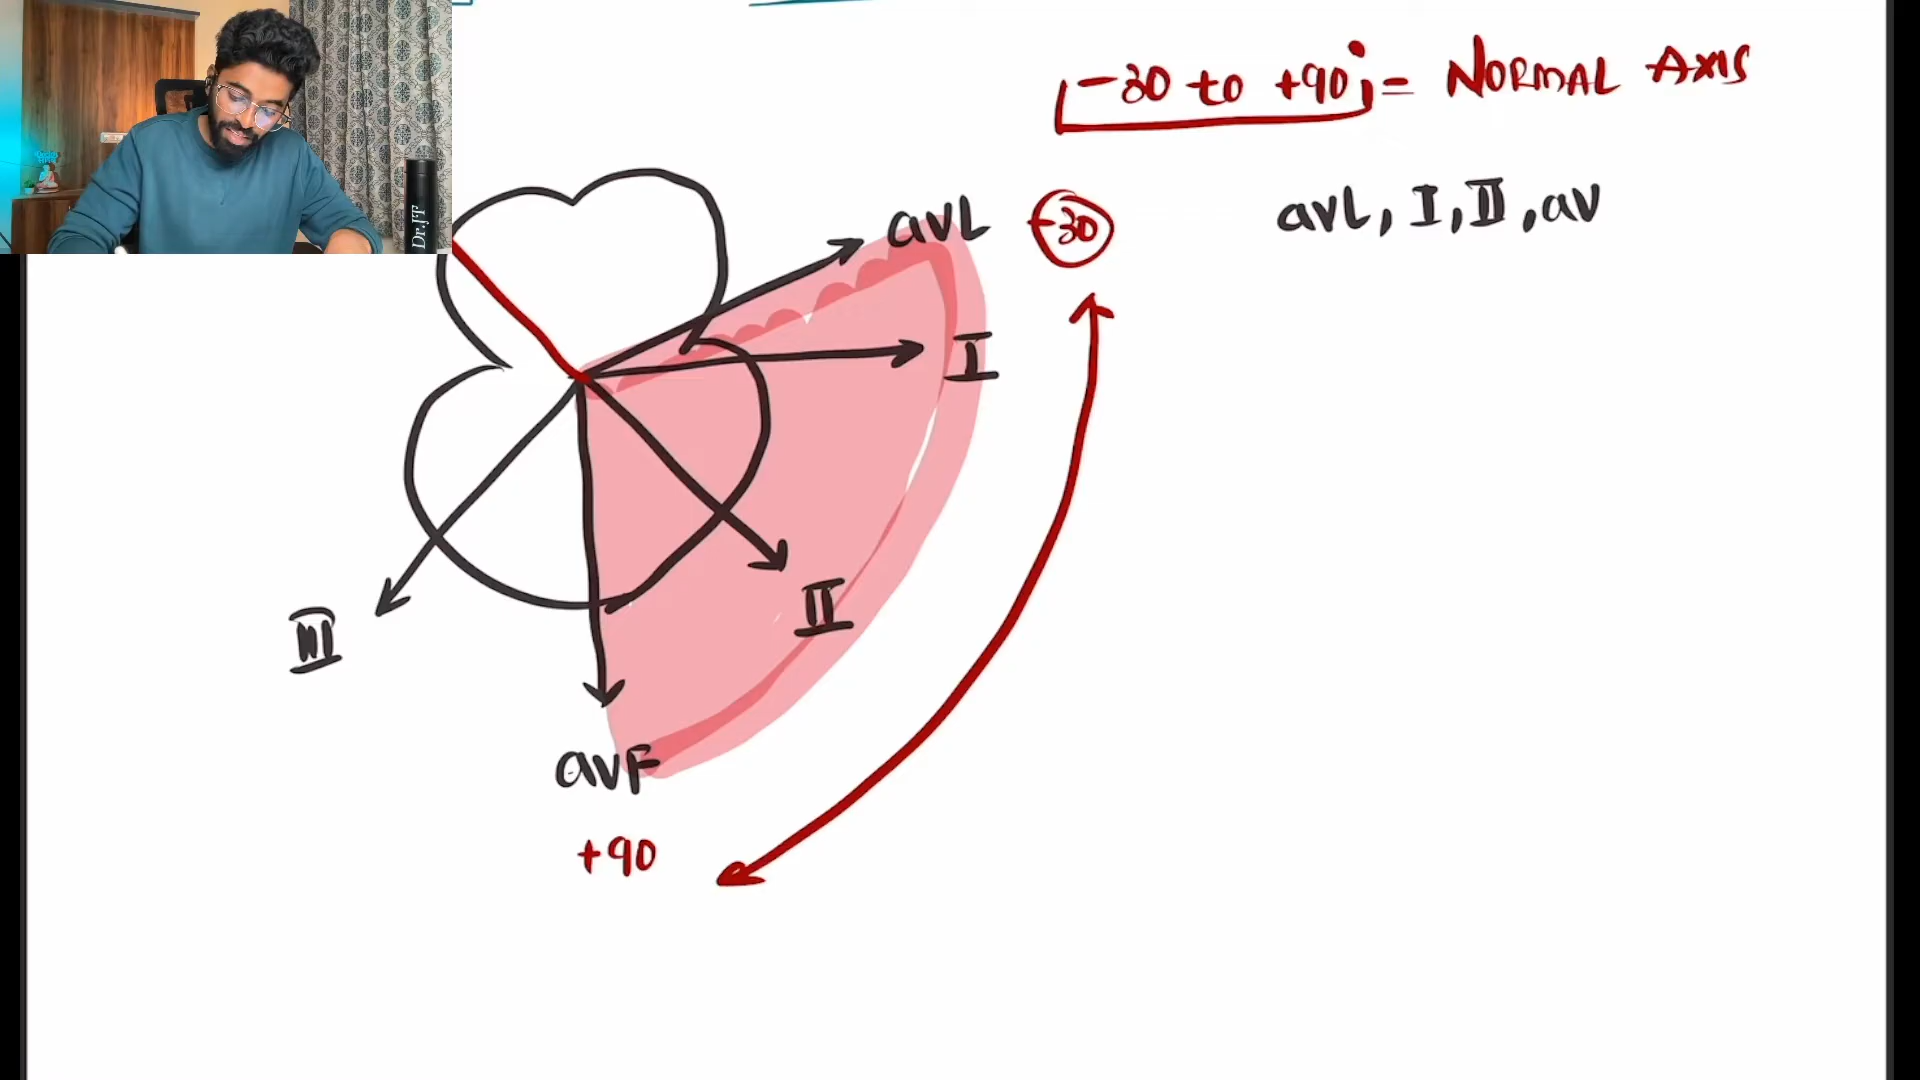 -30 to +90 = NORMAL AXIS
avL -30
avL, I, II, av
I
II
III
avF
+90
Dr.JT